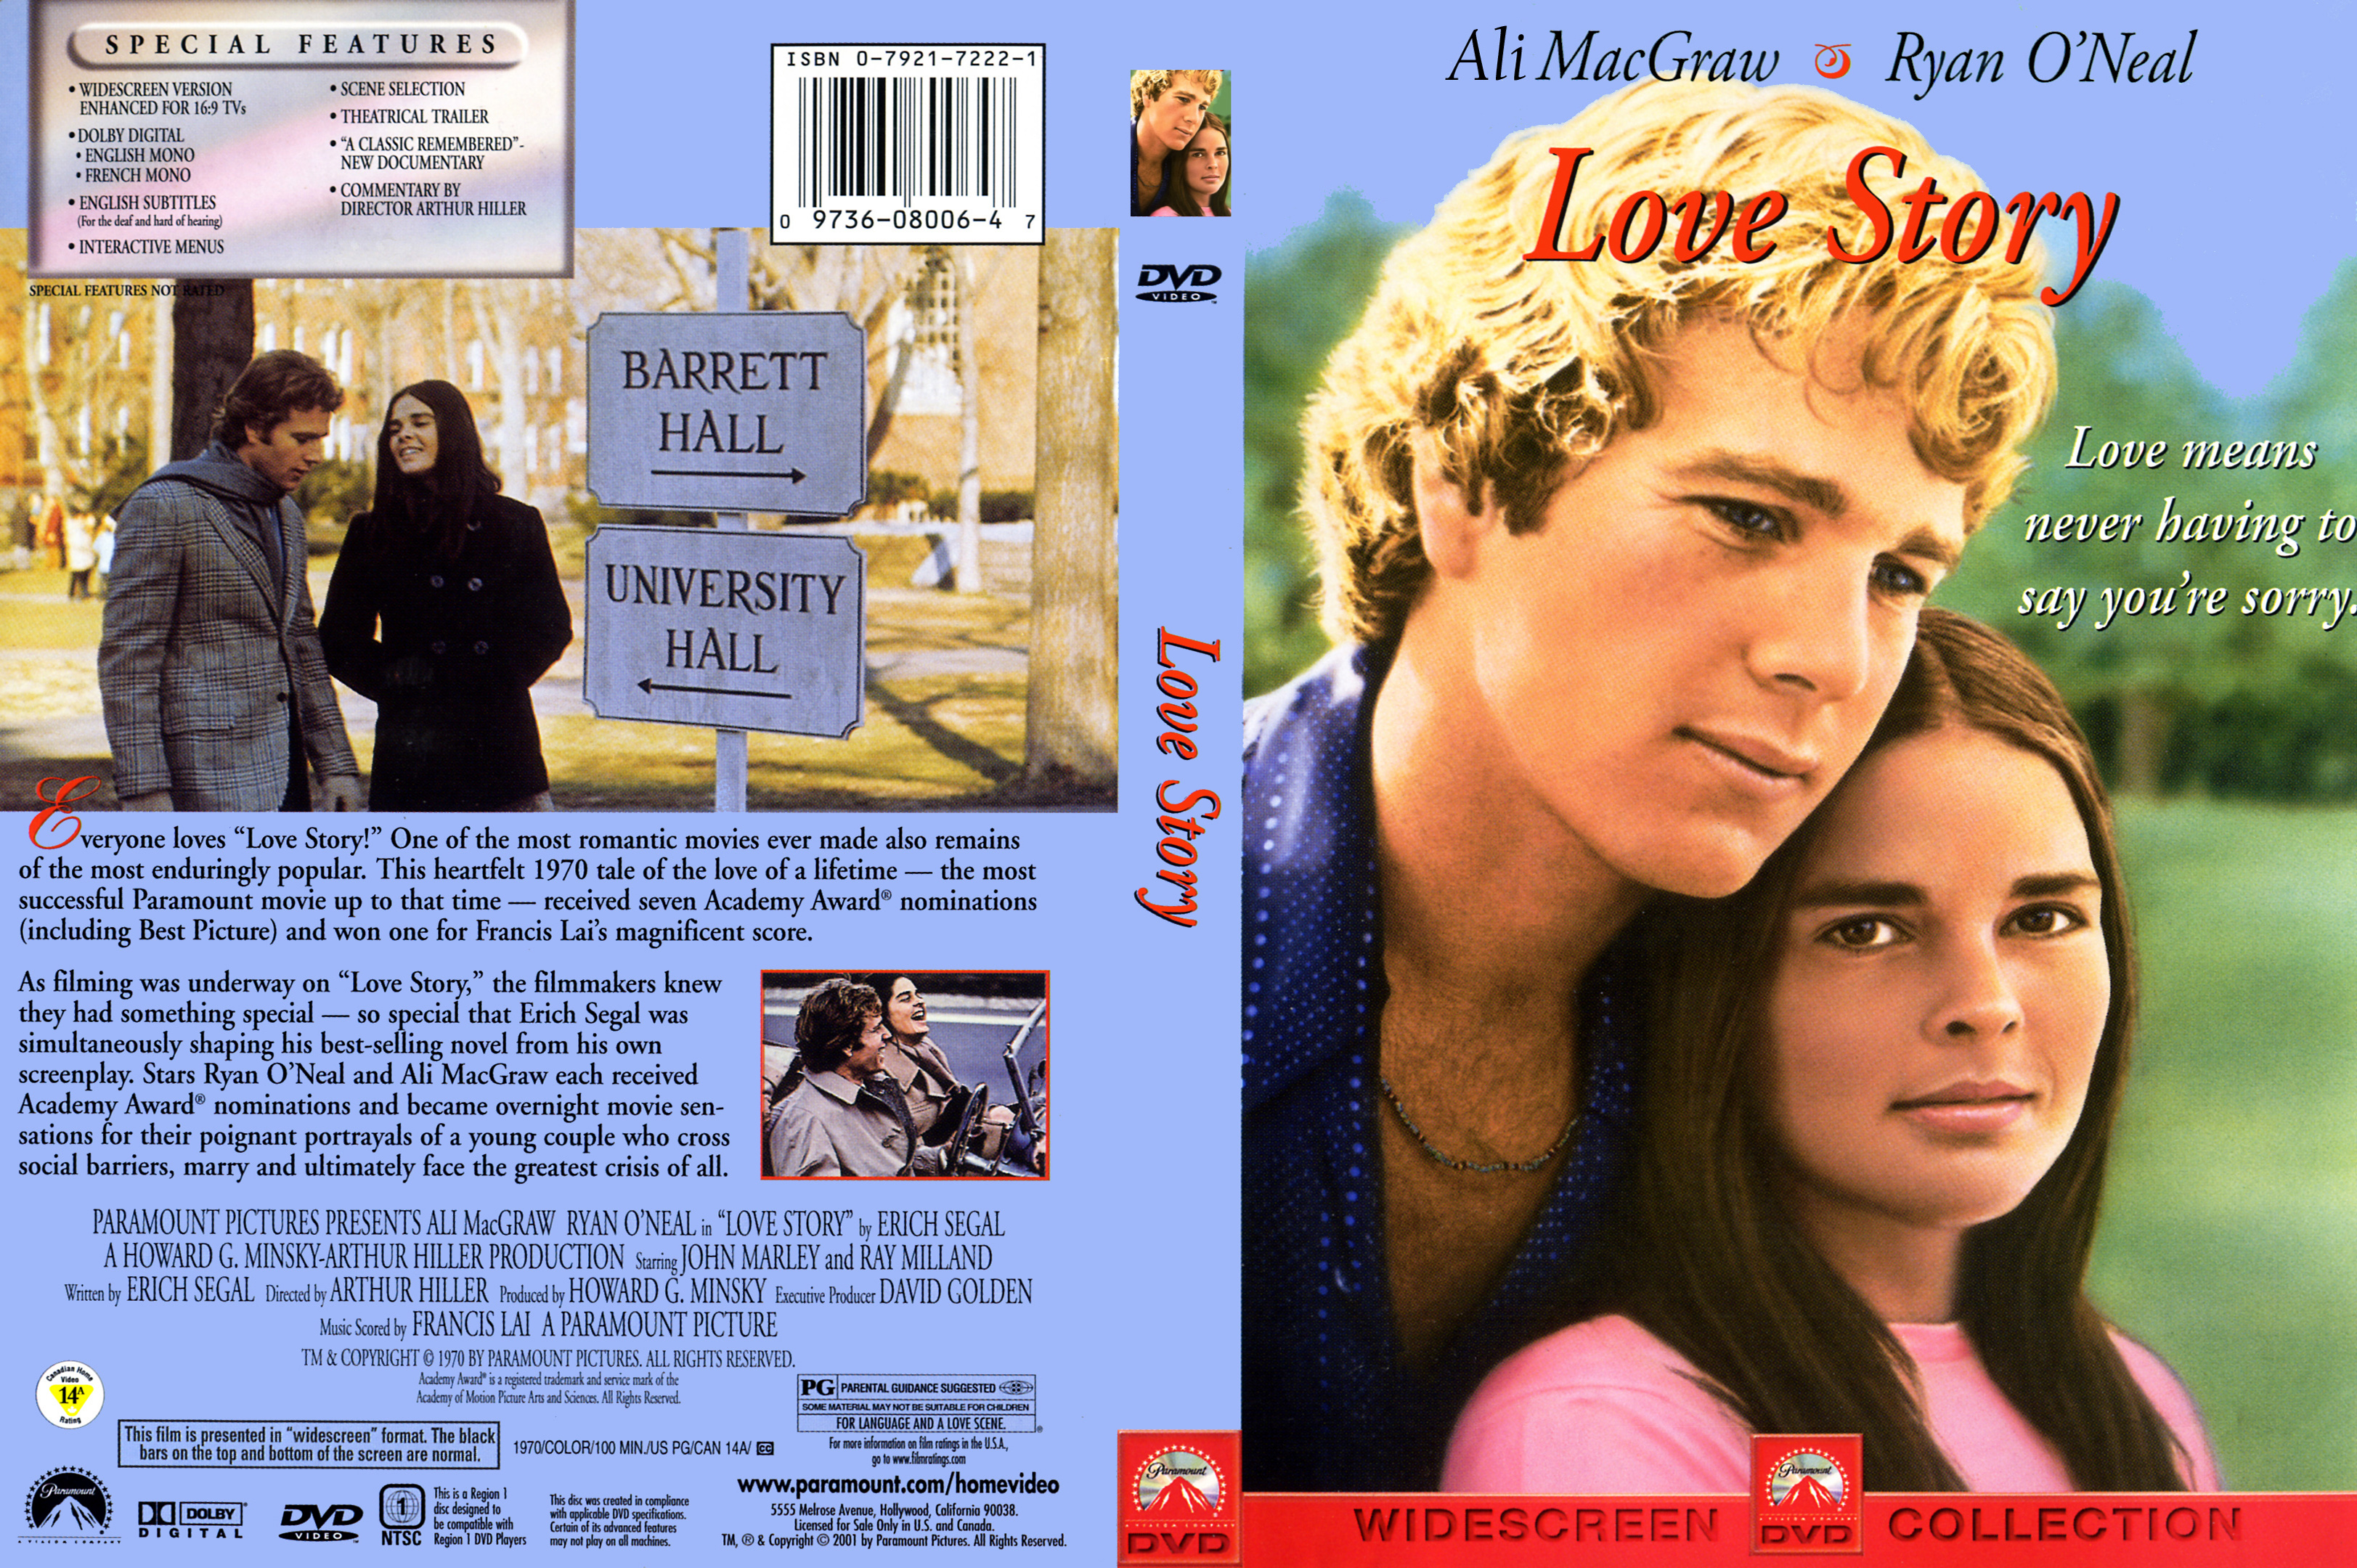 SPECIAL FEATURES
• WIDESCREEN VERSION
ENHANCED FOR 16:9 TVs
• DOLBY DIGITAL
• ENGLISH MONO
• FRENCH MONO
• ENGLISH SUBTITLES
(For the deaf and hard of hearing)
• INTERACTIVE MENUS
• SCENE SELECTION
• THEATRICAL TRAILER
• “A CLASSIC REMEMBERED”-
NEW DOCUMENTARY
• COMMENTARY BY
DIRECTOR ARTHUR HILLER
SPECIAL FEATURES NOT RATED
ISBN 0-7921-7222-1
0 9736-08006-4 7
BARRETT
HALL
UNIVERSITY
HALL
Everyone loves “Love Story!” One of the most romantic movies ever made also remains
of the most enduringly popular. This heartfelt 1970 tale of the love of a lifetime — the most
successful Paramount movie up to that time — received seven Academy Award® nominations
(including Best Picture) and won one for Francis Lai’s magnificent score.
As filming was underway on “Love Story,” the filmmakers knew
they had something special — so special that Erich Segal was
simultaneously shaping his best-selling novel from his own
screenplay. Stars Ryan O’Neal and Ali MacGraw each received
Academy Award® nominations and became overnight movie sen-
sations for their poignant portrayals of a young couple who cross
social barriers, marry and ultimately face the greatest crisis of all.
PARAMOUNT PICTURES PRESENTS ALI MacGRAW RYAN O’NEAL in “LOVE STORY” by ERICH SEGAL
A HOWARD G. MINSKY-ARTHUR HILLER PRODUCTION Starring JOHN MARLEY and RAY MILLAND
Written by ERICH SEGAL Directed by ARTHUR HILLER Produced by HOWARD G. MINSKY Executive Producer DAVID GOLDEN
Music Scored by FRANCIS LAI A PARAMOUNT PICTURE
TM & COPYRIGHT © 1970 BY PARAMOUNT PICTURES. ALL RIGHTS RESERVED.
Academy Award® is a registered trademark and service mark of the
Academy of Motion Picture Arts and Sciences. All Rights Reserved.
Canadian Home
Video
14A
Rating
PG PARENTAL GUIDANCE SUGGESTED
SOME MATERIAL MAY NOT BE SUITABLE FOR CHILDREN
FOR LANGUAGE AND A LOVE SCENE.
®
For more information on film ratings in the U.S.A.,
go to www.filmratings.com
This film is presented in “widescreen” format. The black
bars on the top and bottom of the screen are normal.
1970/COLOR/100 MIN./US PG/CAN 14A/ CC
www.paramount.com/homevideo
5555 Melrose Avenue, Hollywood, California 90038.
Licensed for Sale Only in U.S. and Canada.
TM, ® & Copyright © 2001 by Paramount Pictures. All Rights Reserved.
Paramount
A VIACOM COMPANY
DOLBY
DIGITAL
DVD
VIDEO
1
NTSC
This is a Region 1
disc designed to
be compatible with
Region 1 DVD Players
This disc was created in compliance
with applicable DVD specifications.
Certain of its advanced features
may not play on all machines.
DVD
VIDEO
Love Story
Paramount
A VIACOM COMPANY
DVD
Ali MacGraw Ryan O’Neal
Love Story
Love means
never having to
say you’re sorry.
WIDESCREEN
Paramount
A VIACOM COMPANY
DVD
COLLECTION